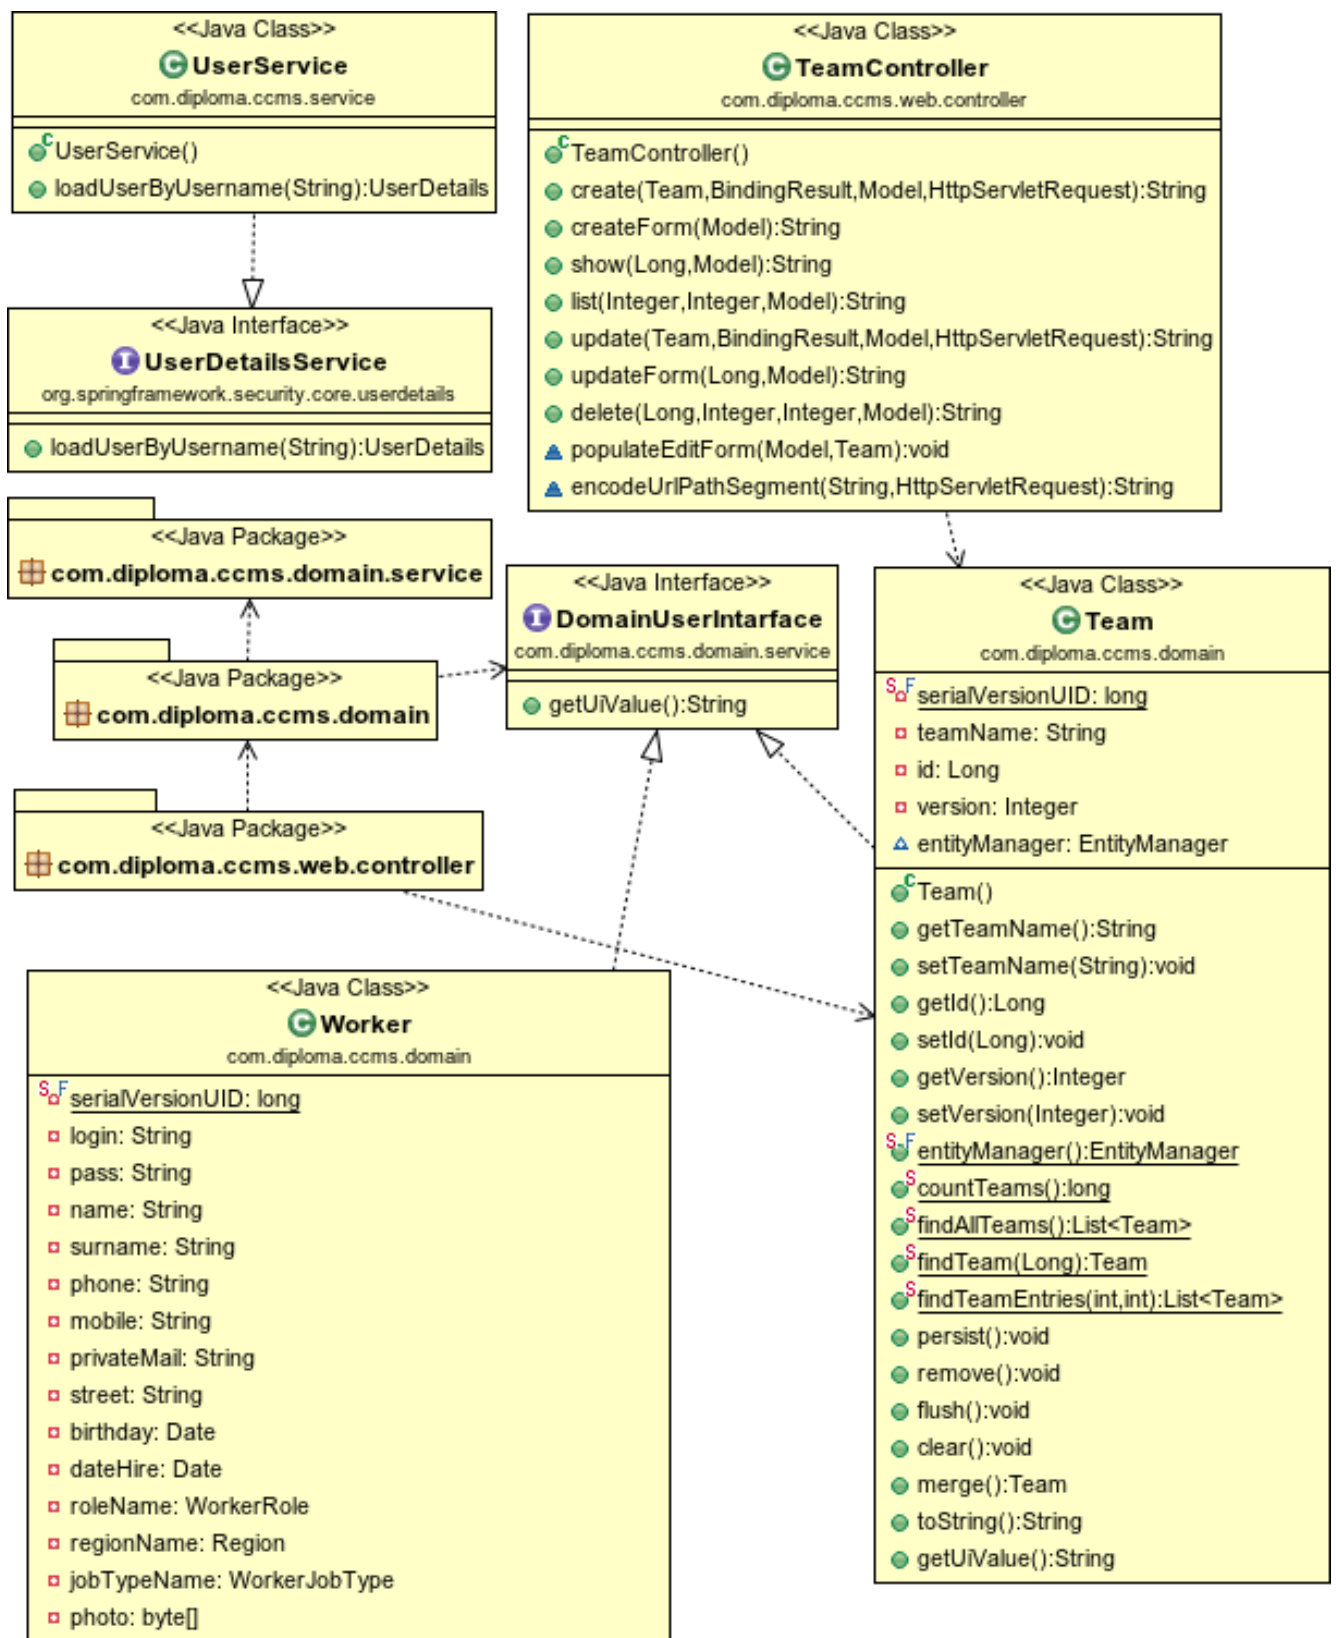 <<Java Class>>
UserService
com.diploma.ccms.service
UserService()
loadUserByUsername(String):UserDetails
<<Java Class>>
TeamController
com.diploma.ccms.web.controller
TeamController()
create(Team,BindingResult,Model,HttpServletRequest):String
createForm(Model):String
show(Long,Model):String
list(Integer,Integer,Model):String
update(Team,BindingResult,Model,HttpServletRequest):String
updateForm(Long,Model):String
delete(Long,Integer,Integer,Model):String
populateEditForm(Model,Team):void
encodeUrlPathSegment(String,HttpServletRequest):String
<<Java Interface>>
UserDetailsService
org.springframework.security.core.userdetails
loadUserByUsername(String):UserDetails
<<Java Package>>
com.diploma.ccms.domain.service
<<Java Package>>
com.diploma.ccms.domain
<<Java Package>>
com.diploma.ccms.web.controller
<<Java Interface>>
DomainUserIntarface
com.diploma.ccms.domain.service
getUiValue():String
<<Java Class>>
Team
com.diploma.ccms.domain
serialVersionUID: long
teamName: String
id: Long
version: Integer
entityManager: EntityManager
Team()
getTeamName():String
setTeamName(String):void
getId():Long
setId(Long):void
getVersion():Integer
setVersion(Integer):void
entityManager():EntityManager
countTeams():long
findAllTeams():List<Team>
findTeam(Long):Team
findTeamEntries(int,int):List<Team>
persist():void
remove():void
flush():void
clear():void
merge():Team
toString():String
getUiValue():String
<<Java Class>>
Worker
com.diploma.ccms.domain
serialVersionUID: long
login: String
pass: String
name: String
surname: String
phone: String
mobile: String
privateMail: String
street: String
birthday: Date
dateHire: Date
roleName: WorkerRole
regionName: Region
jobTypeName: WorkerJobType
photo: byte[]